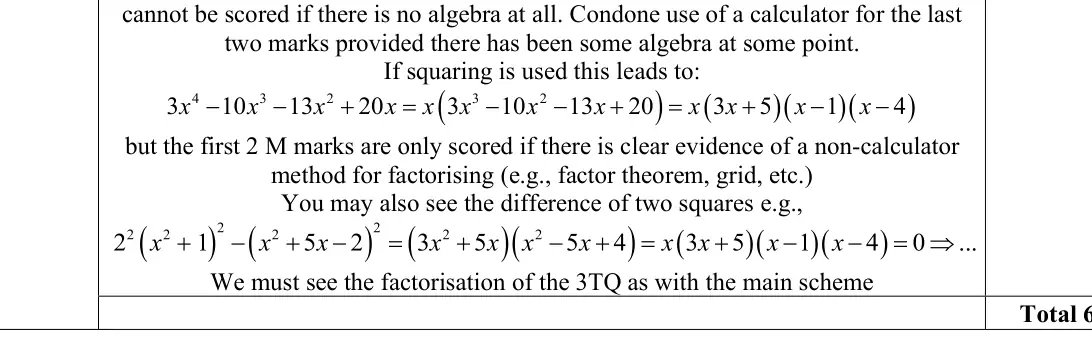 cannot be scored if there is no algebra at all. Condone use of a calculator for the last
two marks provided there has been some algebra at some point.
If squaring is used this leads to:
3x⁴ − 10x³ − 13x² + 20x = x(3x³ − 10x² − 13x + 20) = x(3x + 5)(x − 1)(x − 4)
but the first 2 M marks are only scored if there is clear evidence of a non-calculator
method for factorising (e.g., factor theorem, grid, etc.)
You may also see the difference of two squares e.g.,
2²(x² + 1)² − (x² + 5x − 2)² = (3x² + 5x)(x² − 5x + 4) = x(3x + 5)(x − 1)(x − 4) = 0 ⇒ ...
We must see the factorisation of the 3TQ as with the main scheme
Total 6